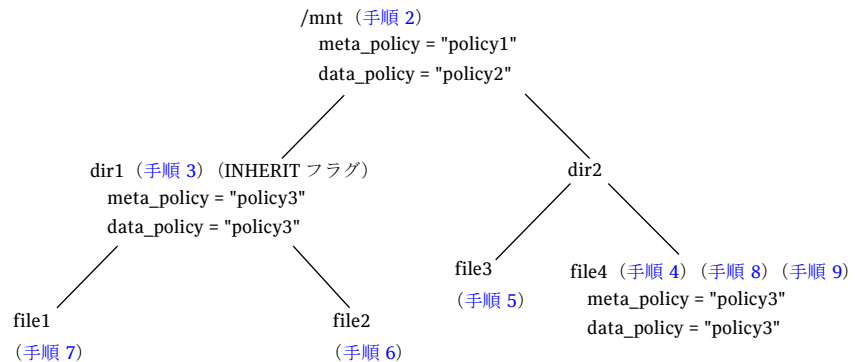 /mnt（手順 2）
meta_policy = "policy1"
data_policy = "policy2"
dir1（手順 3）（INHERIT フラグ）
meta_policy = "policy3"
data_policy = "policy3"
dir2
file3
（手順 5）
file4（手順 4）（手順 8）（手順 9）
meta_policy = "policy3"
data_policy = "policy3"
file1
（手順 7）
file2
（手順 6）